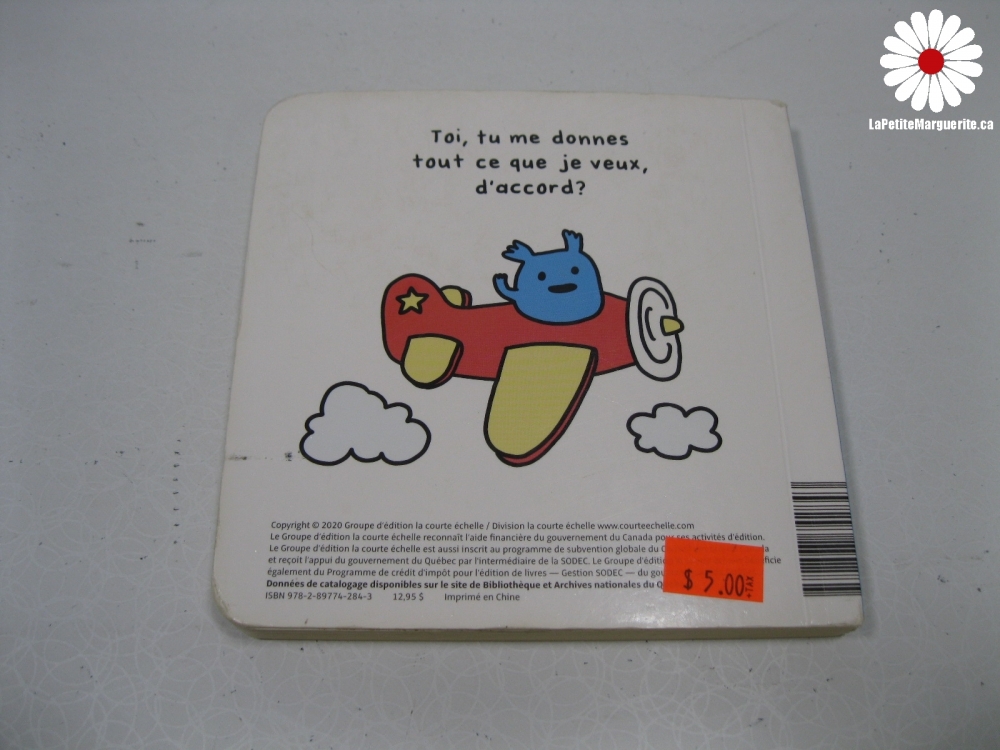 LaPetiteMarguerite.ca
Toi, tu me donnes
tout ce que je veux,
d'accord?
Copyright © 2020 Groupe d'édition la courte échelle / Division la courte échelle www.courteechelle.com
Le Groupe d'édition la courte échelle reconnaît l'aide financière du gouvernement du Canada pour ses activités d'édition.
Le Groupe d'édition la courte échelle est aussi inscrit au programme de subvention globale du
et reçoit l'appui du gouvernement du Québec par l'intermédiaire de la SODEC. Le Groupe d'édition
également du Programme de crédit d'impôt pour l'édition de livres — Gestion SODEC — du
Données de catalogage disponibles sur le site de Bibliothèque et Archives nationales du
ISBN 978-2-89774-284-3 12,95 $ Imprimé en Chine
$ 5.00 +TAX